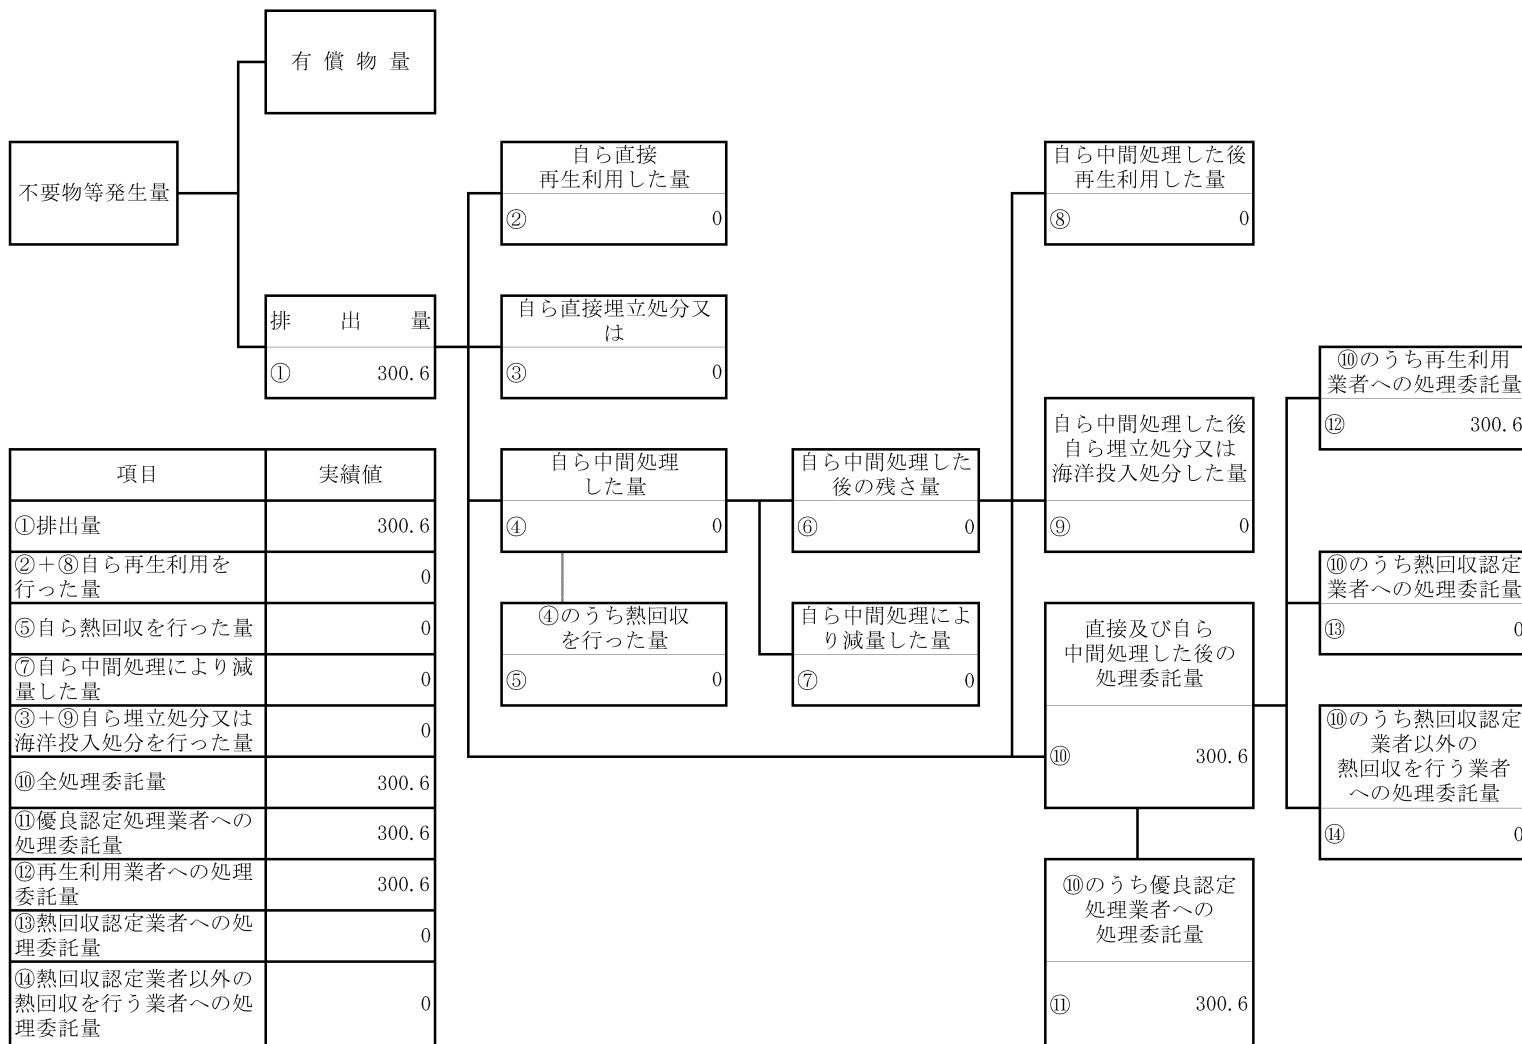 有償物量
不要物等発生量
排出量
① 300.6
自ら直接
再生利用した量
② 0
自ら直接埋立処分又
は
③ 0
自ら中間処理
した量
④ 0
④のうち熱回収
を行った量
⑤ 0
自ら中間処理した
後の残さ量
⑥ 0
自ら中間処理によ
り減量した量
⑦ 0
自ら中間処理した後
再生利用した量
⑧ 0
自ら中間処理した後
自ら埋立処分又は
海洋投入処分した量
⑨ 0
直接及び自ら
中間処理した後の
処理委託量
⑩ 300.6
⑩のうち優良認定
処理業者への
処理委託量
⑪ 300.6
⑩のうち再生利用
業者への処理委託量
⑫ 300.6
⑩のうち熱回収認定
業者への処理委託量
⑬ 0
⑩のうち熱回収認定
業者以外の
熱回収を行う業者
への処理委託量
⑭ 0
項目 実績値
①排出量 300.6
②＋⑧自ら再生利用を
行った量 0
⑤自ら熱回収を行った量 0
⑦自ら中間処理により減
量した量 0
③＋⑨自ら埋立処分又は
海洋投入処分を行った量 0
⑩全処理委託量 300.6
⑪優良認定処理業者への
処理委託量 300.6
⑫再生利用業者への処理
委託量 300.6
⑬熱回収認定業者への処
理委託量 0
⑭熱回収認定業者以外の
熱回収を行う業者への処
理委託量 0